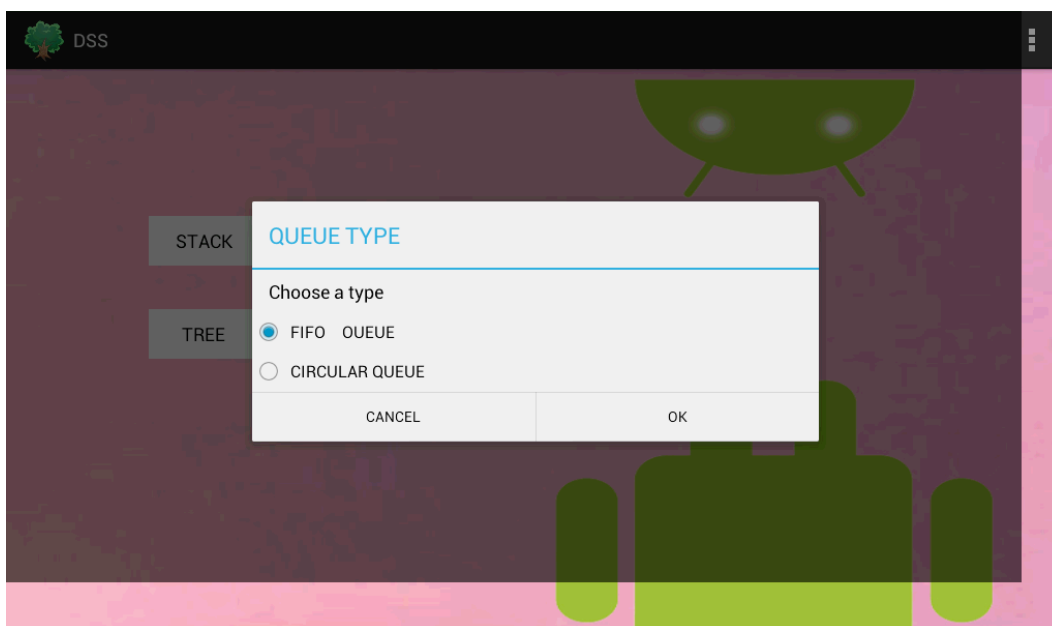 DSS
STACK
TREE
QUEUE TYPE
Choose a type
FIFO OUEUE
CIRCULAR QUEUE
CANCEL
OK